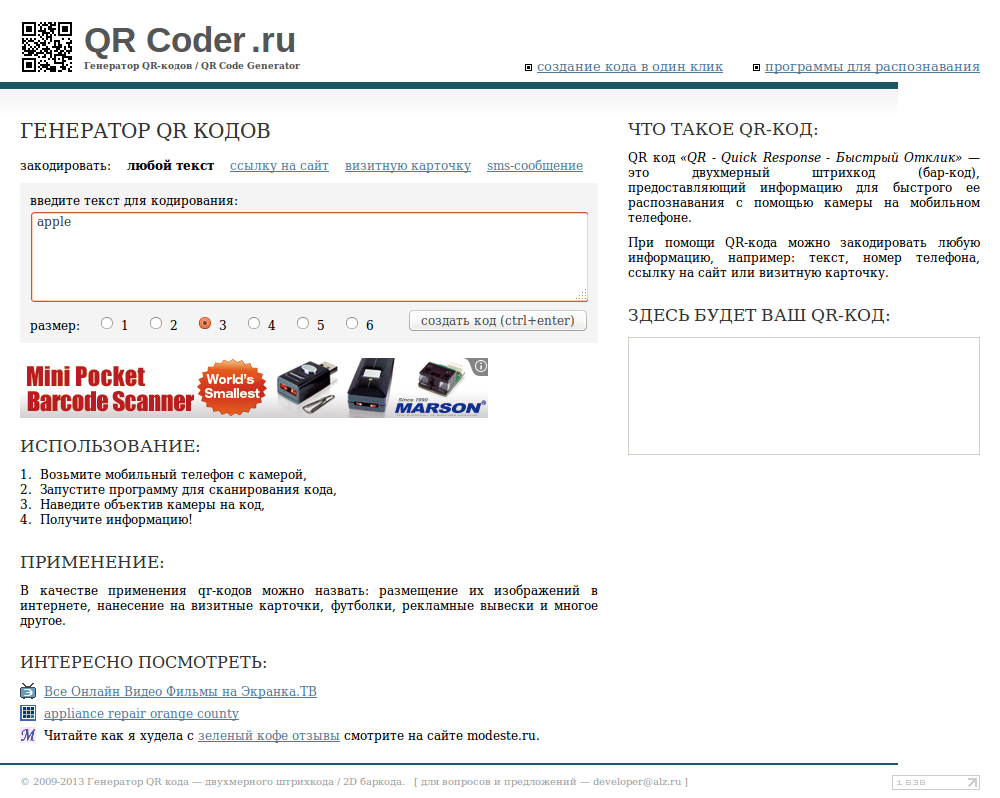 QR Coder.ru
Генератор QR-кодов / QR Code Generator
создание кода в один клик
программы для распознавания
ГЕНЕРАТОР QR КОДОВ
закодировать: любой текст ссылку на сайт визитную карточку sms-сообщение
введите текст для кодирования:
apple
размер: 1 2 3 4 5 6 создать код (ctrl+enter)
Mini Pocket
Barcode Scanner
World's
Smallest
Since 1990
MARSON
ИСПОЛЬЗОВАНИЕ:
1. Возьмите мобильный телефон с камерой,
2. Запустите программу для сканирования кода,
3. Наведите объектив камеры на код,
4. Получите информацию!
ПРИМЕНЕНИЕ:
В качестве применения qr-кодов можно назвать: размещение их изображений в
интернете, нанесение на визитные карточки, футболки, рекламные вывески и многое
другое.
ИНТЕРЕСНО ПОСМОТРЕТЬ:
Все Онлайн Видео Фильмы на Экранка.ТВ
appliance repair orange county
Читайте как я худела с зеленый кофе отзывы смотрите на сайте modeste.ru.
ЧТО ТАКОЕ QR-КОД:
QR код «QR - Quick Response - Быстрый Отклик» —
это двухмерный штрихкод (бар-код),
предоставляющий информацию для быстрого ее
распознавания с помощью камеры на мобильном
телефоне.
При помощи QR-кода можно закодировать любую
информацию, например: текст, номер телефона,
ссылку на сайт или визитную карточку.
ЗДЕСЬ БУДЕТ ВАШ QR-КОД:
© 2009-2013 Генератор QR кода — двухмерного штрихкода / 2D баркода. [ для вопросов и предложений — developer@alz.ru ]
1636